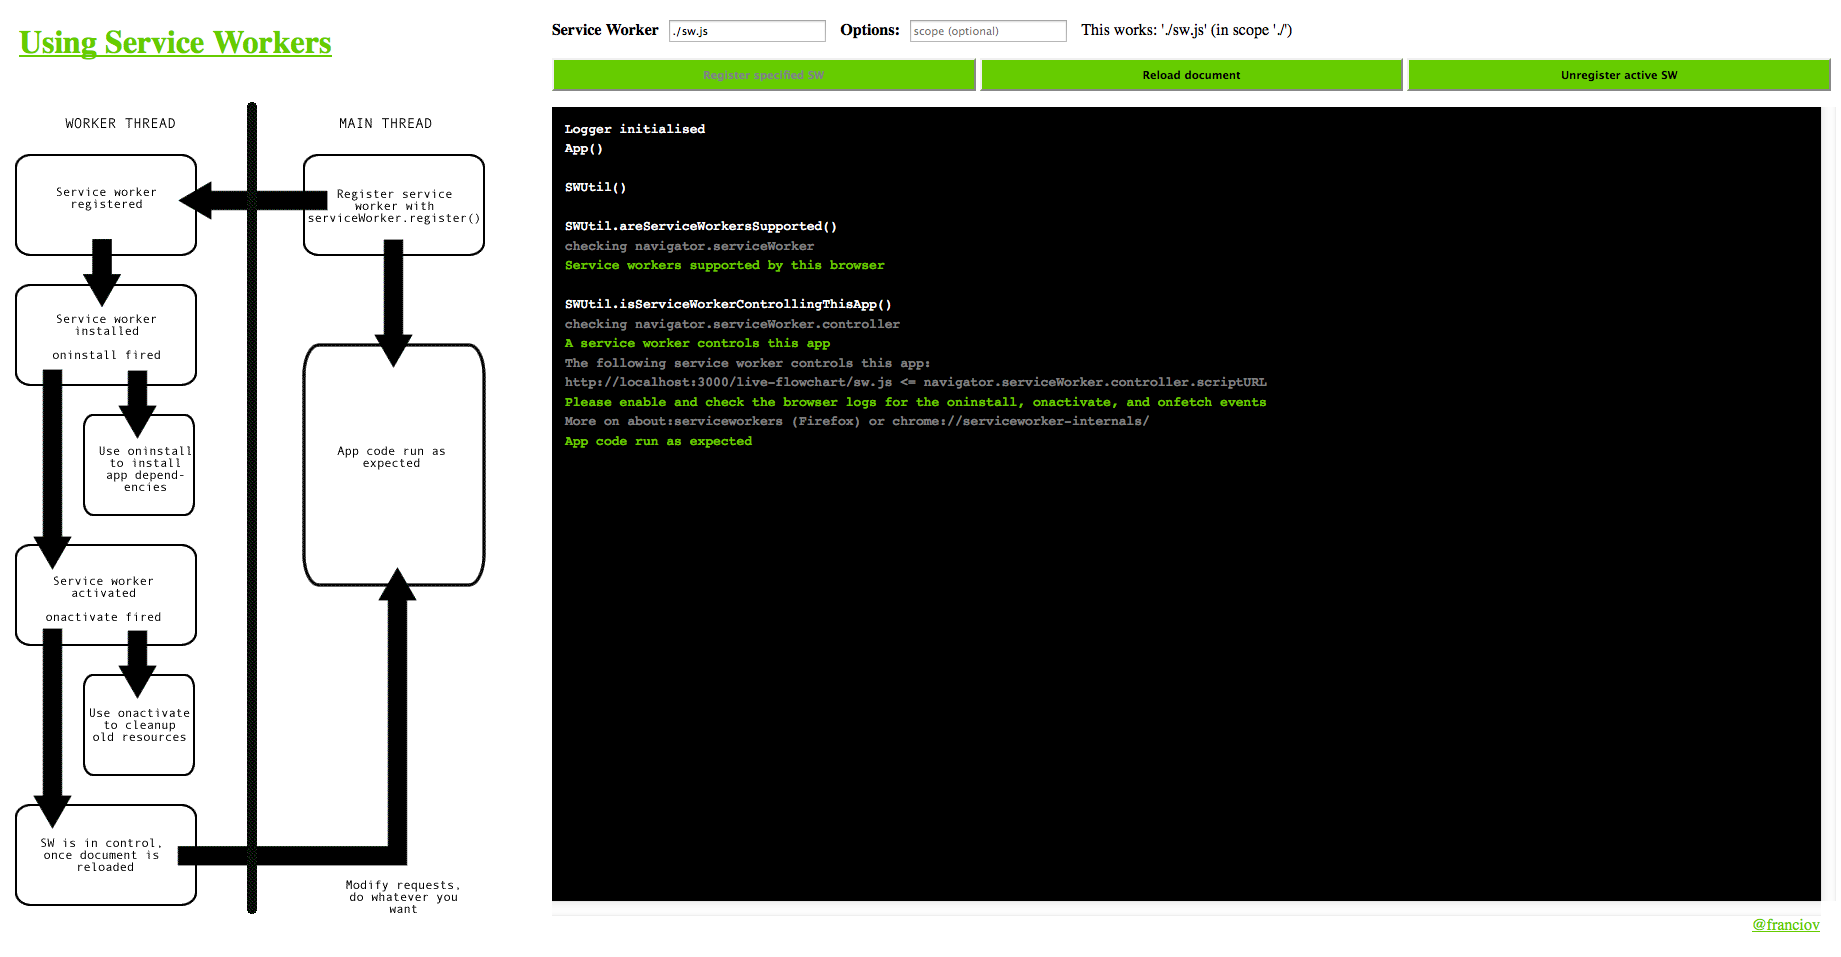 Using Service Workers
Service Worker ./sw.js Options: scope (optional) This works: './sw.js' (in scope './')
Register specified SW
Reload document
Unregister active SW
WORKER THREAD
MAIN THREAD
Service worker
registered
Register service
worker with
serviceWorker.register()
Service worker
installed
oninstall fired
Use oninstall
to install
app depend-
encies
App code run as
expected
Service worker
activated
onactivate fired
Use onactivate
to cleanup
old resources
SW is in control,
once document is
reloaded
Modify requests,
do whatever you
want
Logger initialised
App()
SWUtil()
SWUtil.areServiceWorkersSupported()
checking navigator.serviceWorker
Service workers supported by this browser
SWUtil.isServiceWorkerControllingThisApp()
checking navigator.serviceWorker.controller
A service worker controls this app
The following service worker controls this app:
http://localhost:3000/live-flowchart/sw.js <= navigator.serviceWorker.controller.scriptURL
Please enable and check the browser logs for the oninstall, onactivate, and onfetch events
More on about:serviceworkers (Firefox) or chrome://serviceworker-internals/
App code run as expected
@franciov